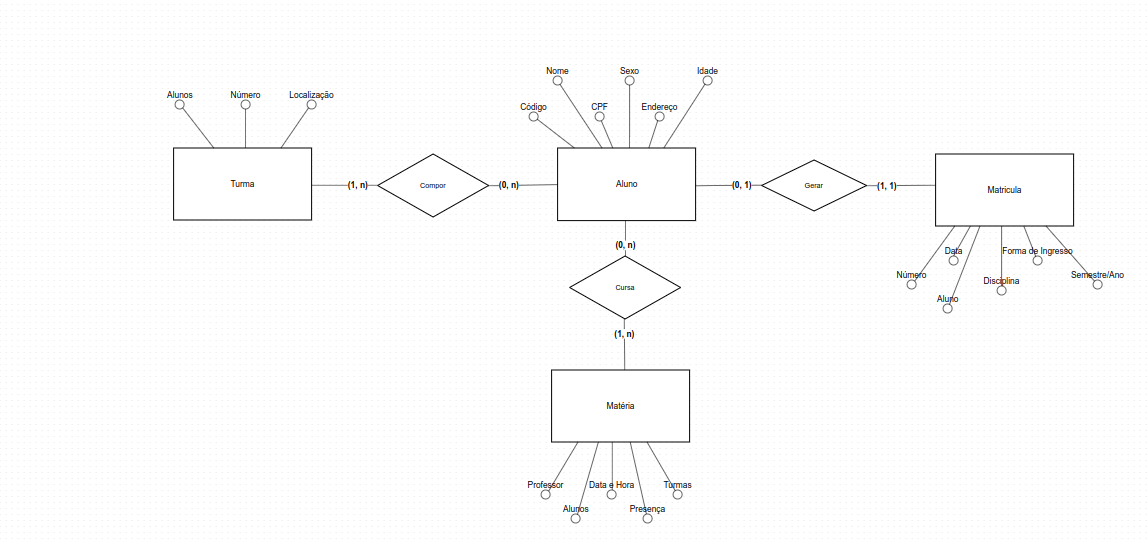 Nome
Sexo
Idade
Alunos
Número
Localização
Código
CPF
Endereço
Turma
(1, n)
Compor
(0, n)
Aluno
(0, 1)
Gerar
(1, 1)
Matricula
(0, n)
Data
Forma de Ingresso
Número
Semestre/Ano
Disciplina
Aluno
Cursa
(1, n)
Matéria
Professor
Data e Hora
Turmas
Alunos
Presença